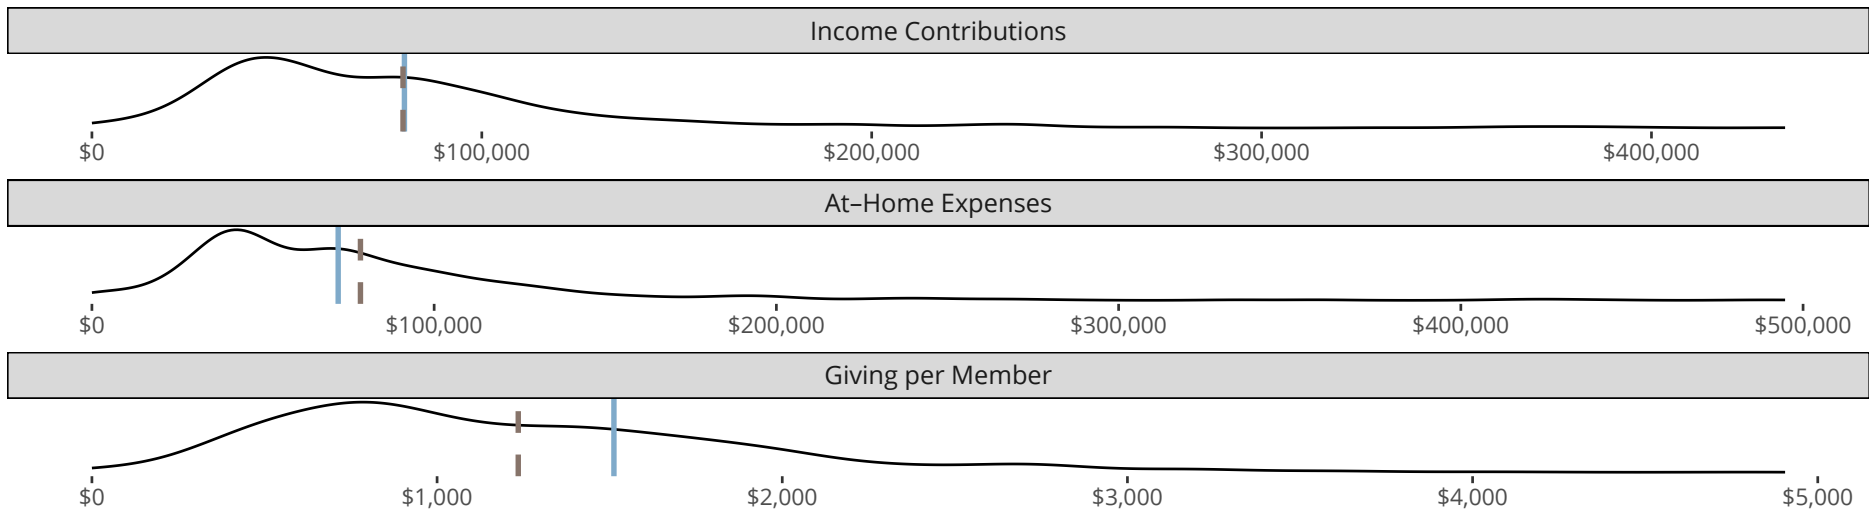 Income Contributions
$0 $100,000 $200,000 $300,000 $400,000
At–Home Expenses
$0 $100,000 $200,000 $300,000 $400,000 $500,000
Giving per Member
$0 $1,000 $2,000 $3,000 $4,000 $5,000